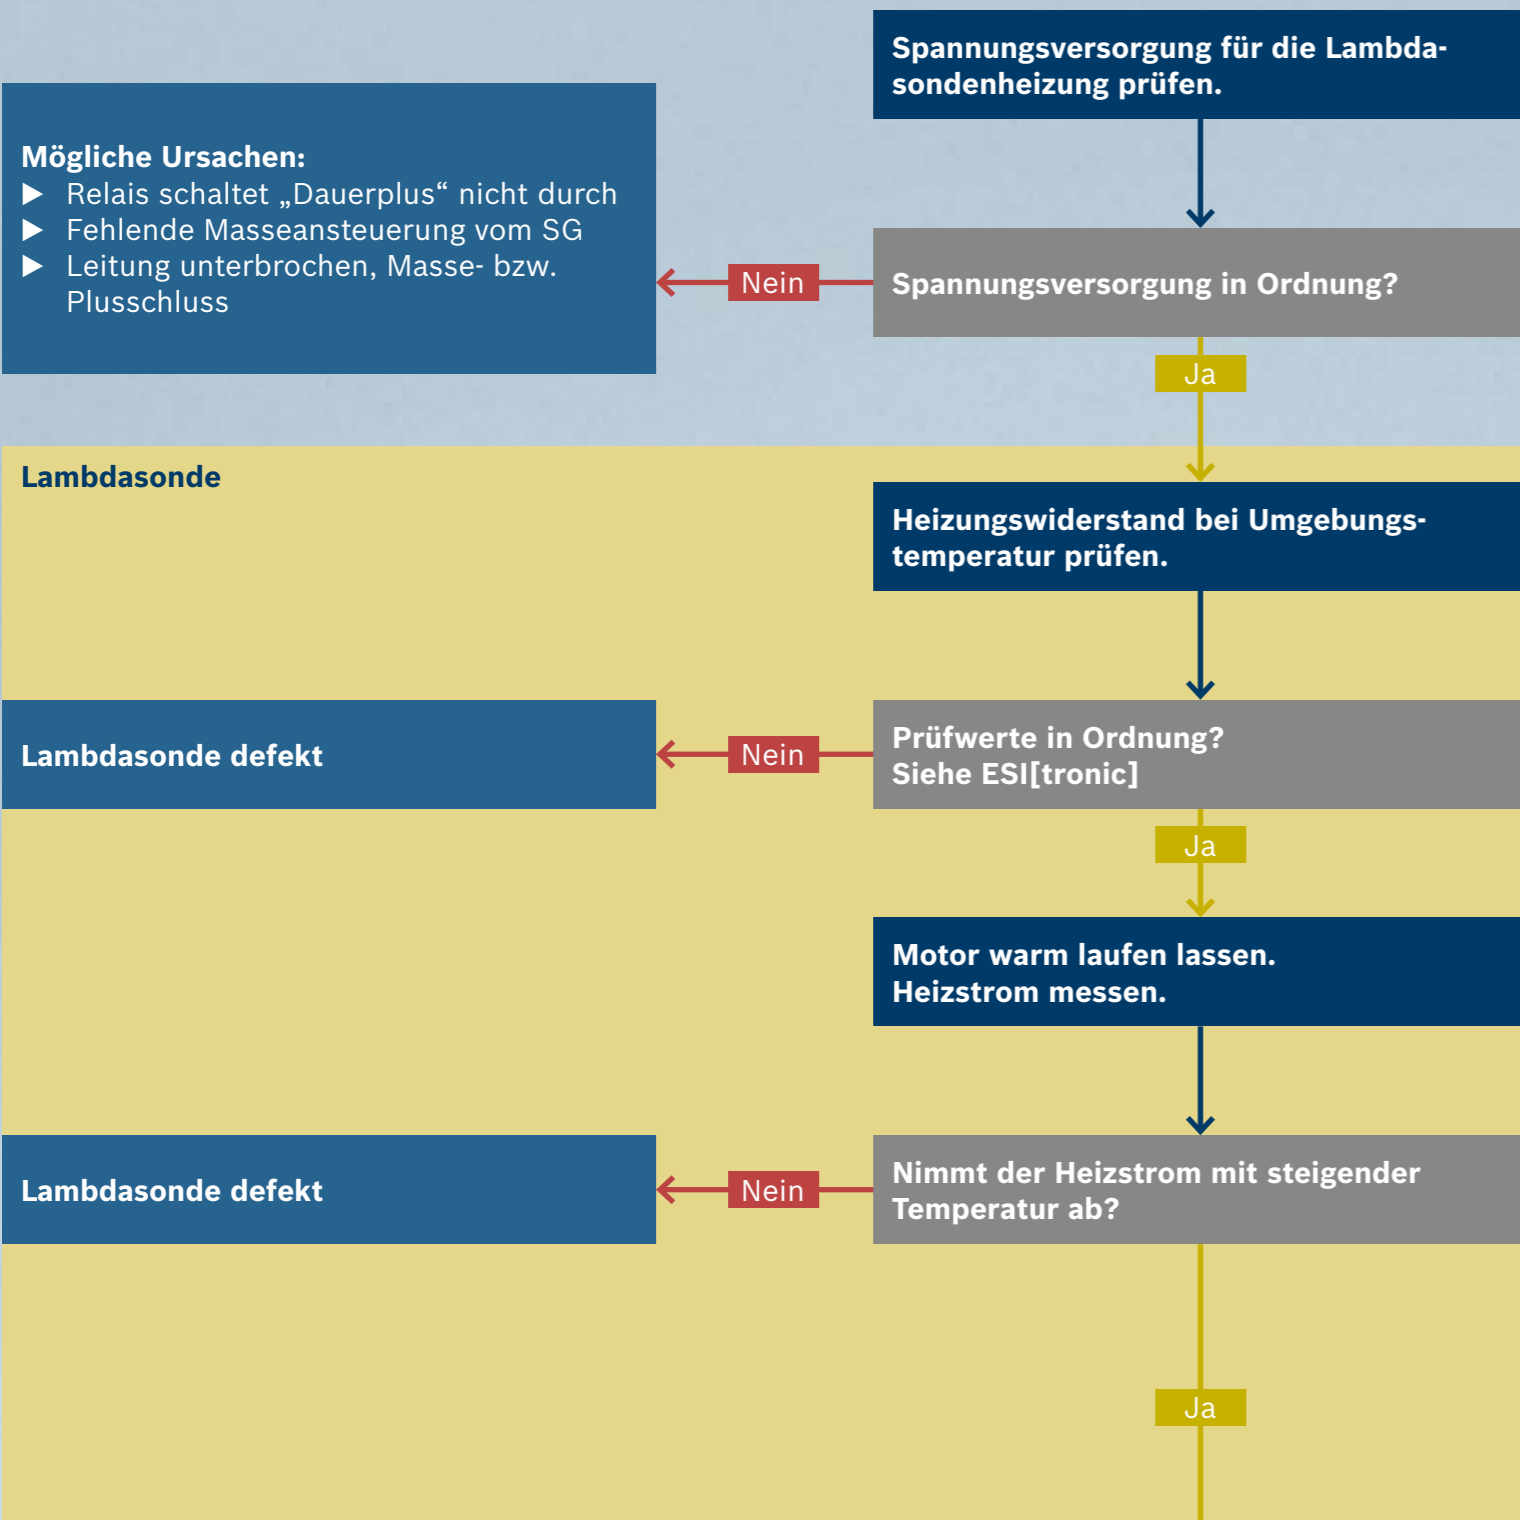 Spannungsversorgung für die Lambda-
sondenheizung prüfen.
Mögliche Ursachen:
▶ Relais schaltet „Dauerplus“ nicht durch
▶ Fehlende Masseansteuerung vom SG
▶ Leitung unterbrochen, Masse- bzw.
Plusschluss
Nein
Spannungsversorgung in Ordnung?
Ja
Lambdasonde
Heizungswiderstand bei Umgebungs-
temperatur prüfen.
Lambdasonde defekt
Nein
Prüfwerte in Ordnung?
Siehe ESI[tronic]
Ja
Motor warm laufen lassen.
Heizstrom messen.
Lambdasonde defekt
Nein
Nimmt der Heizstrom mit steigender
Temperatur ab?
Ja